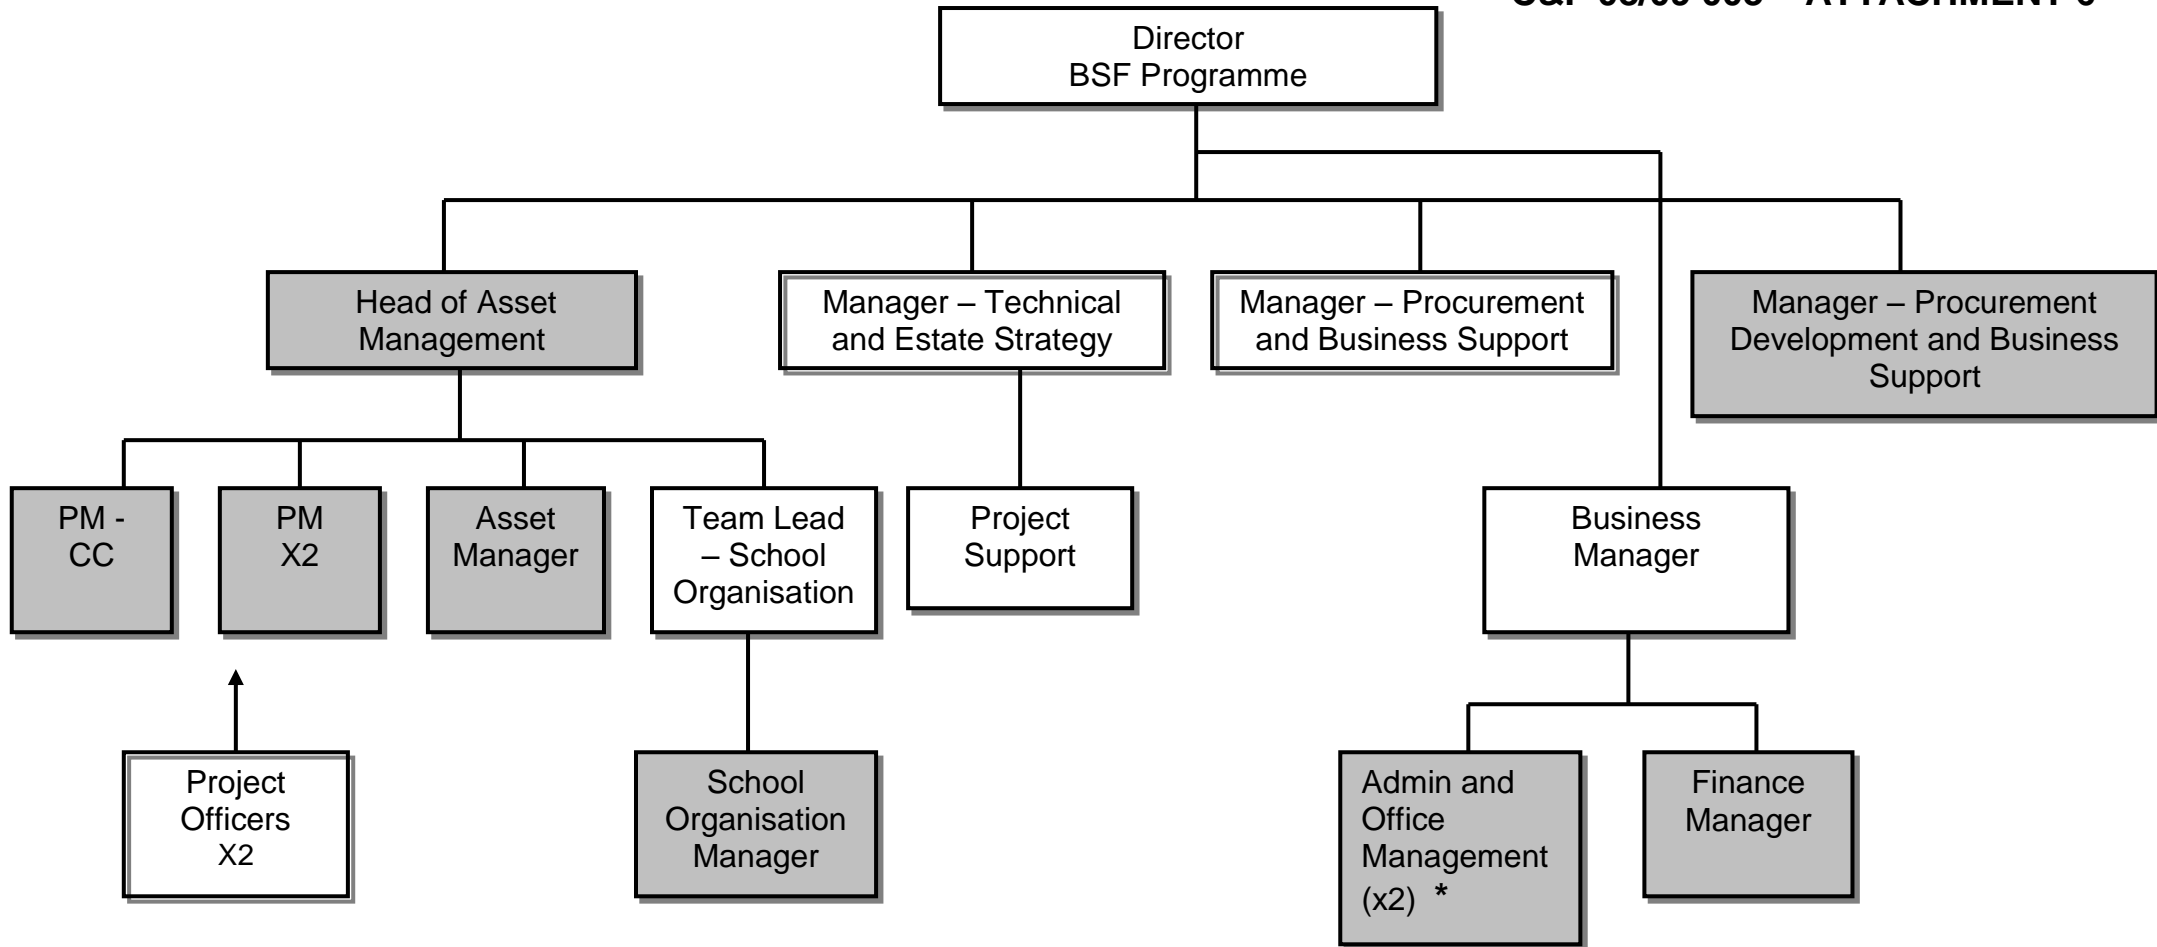 ATTACHMENT
Director
BSF Programme
Head of Asset
Management
Manager – Technical
and Estate Strategy
Manager – Procurement
and Business Support
Manager – Procurement
Development and Business
Support
PM -
CC
PM
X2
Asset
Manager
Team Lead
– School
Organisation
Project
Support
Business
Manager
Project
Officers
X2
School
Organisation
Manager
Admin and
Office
Management
(x2) *
Finance
Manager